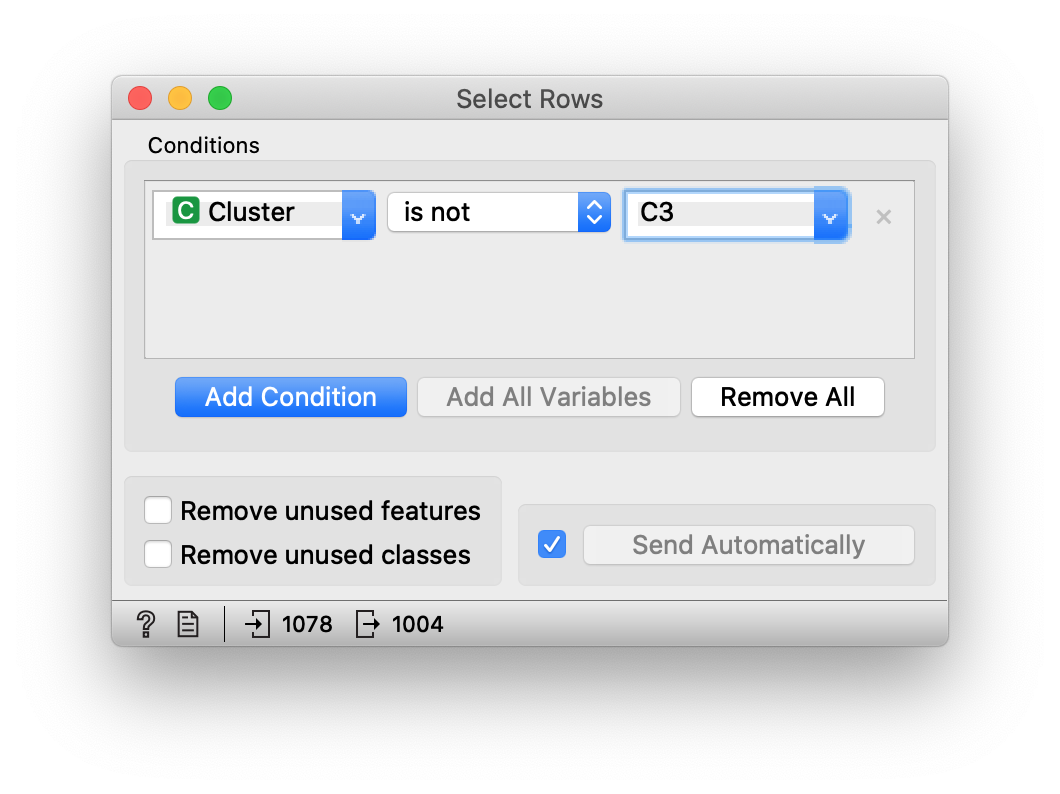 Select Rows
Conditions
C Cluster is not C3 ×
Add Condition Add All Variables Remove All
Remove unused features
Remove unused classes
Send Automatically
? 1078 1004